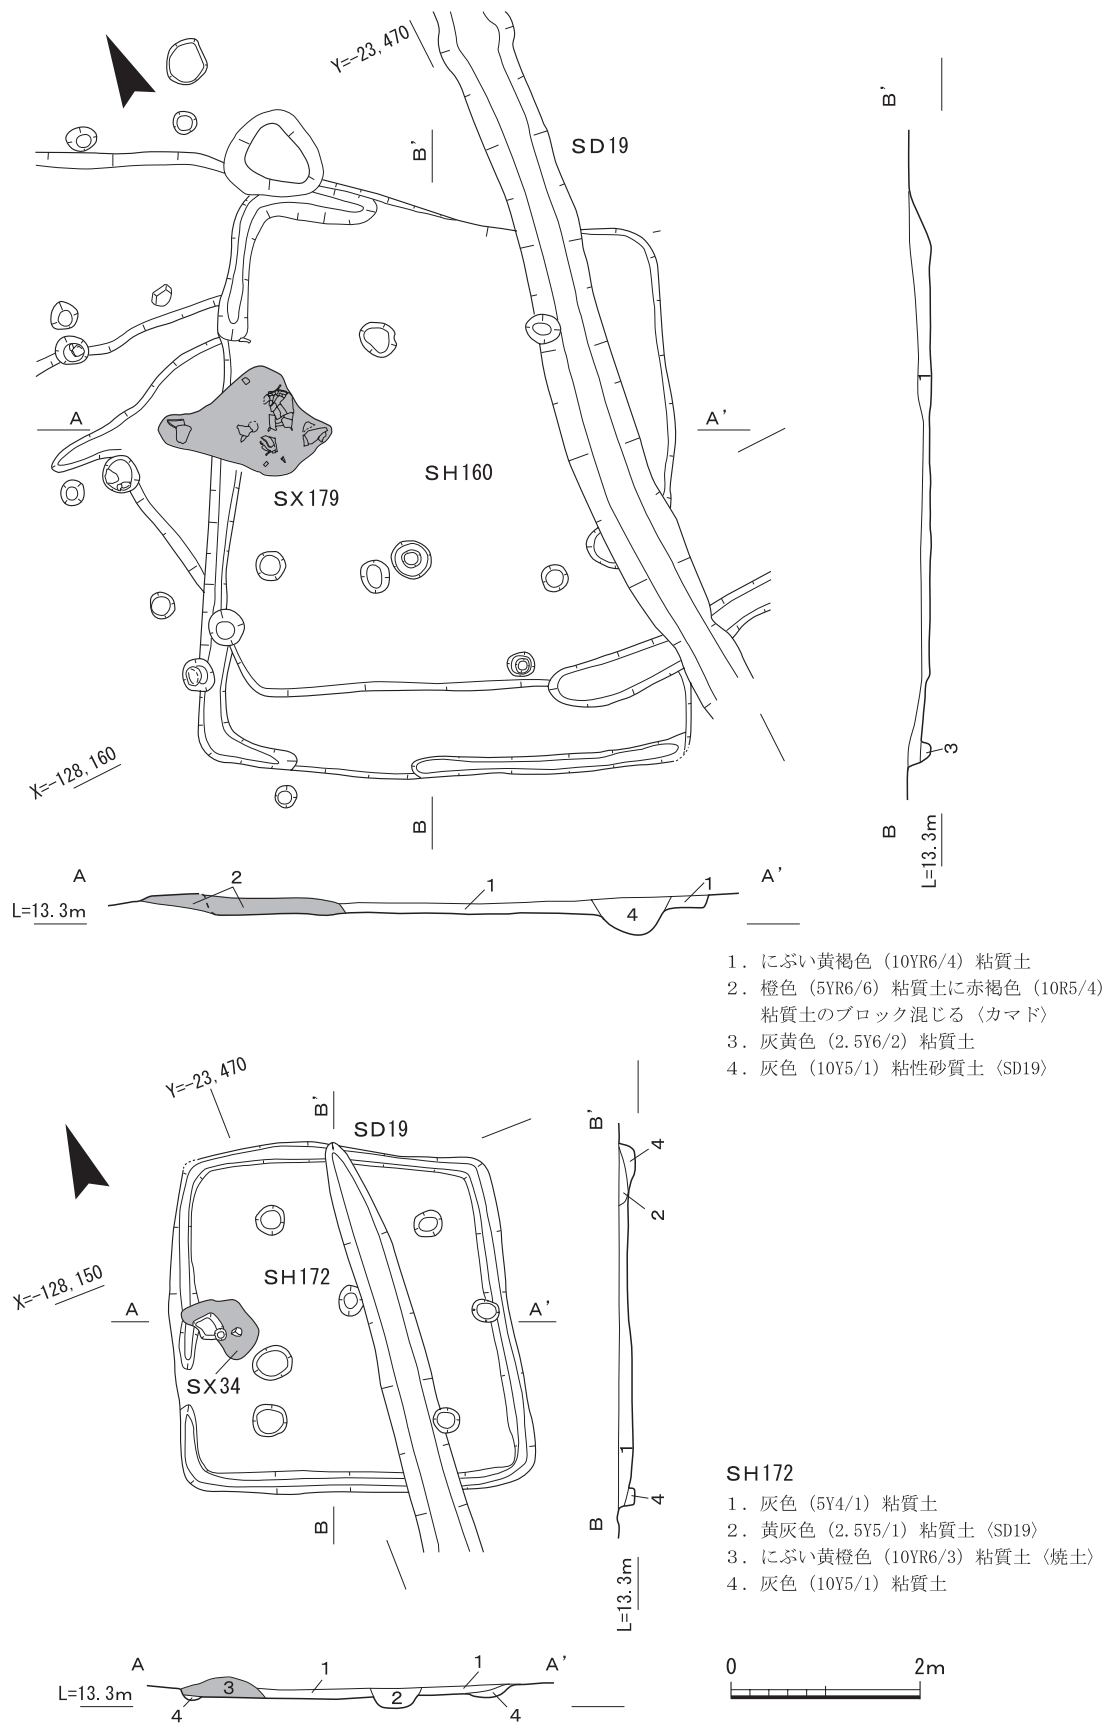 Y=-23,470
SD19
B'
B'
A
A'
SH160
SX179
X=-128,160
B
B
L=13.3m
1
3
A
A'
2
1
1
4
L=13.3m
1．にぶい黄褐色（10YR6/4）粘質土
2．橙色（5YR6/6）粘質土に赤褐色（10R5/4）
粘質土のブロック混じる〈カマド〉
3．灰黄色（2.5Y6/2）粘質土
4．灰色（10Y5/1）粘性砂質土〈SD19〉
Y=-23,470
B'
SD19
B'
4
2
SH172
X=-128,150
A
A'
SX34
1
4
B
B
L=13.3m
SH172
1．灰色（5Y4/1）粘質土
2．黄灰色（2.5Y5/1）粘質土〈SD19〉
3．にぶい黄橙色（10YR6/3）粘質土〈焼土〉
4．灰色（10Y5/1）粘質土
A
A'
1
1
3
2
4
4
L=13.3m
0
2m